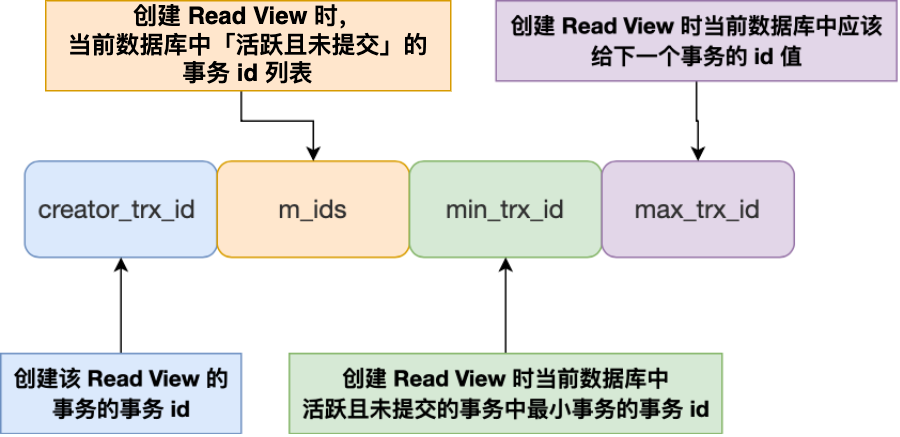 创建 Read View 时，
当前数据库中「活跃且未提交」的
事务 id 列表
创建 Read View 时当前数据库中应该
给下一个事务的 id 值
creator_trx_id
m_ids
min_trx_id
max_trx_id
创建该 Read View 的
事务的事务 id
创建 Read View 时当前数据库中
活跃且未提交的事务中最小事务的事务 id